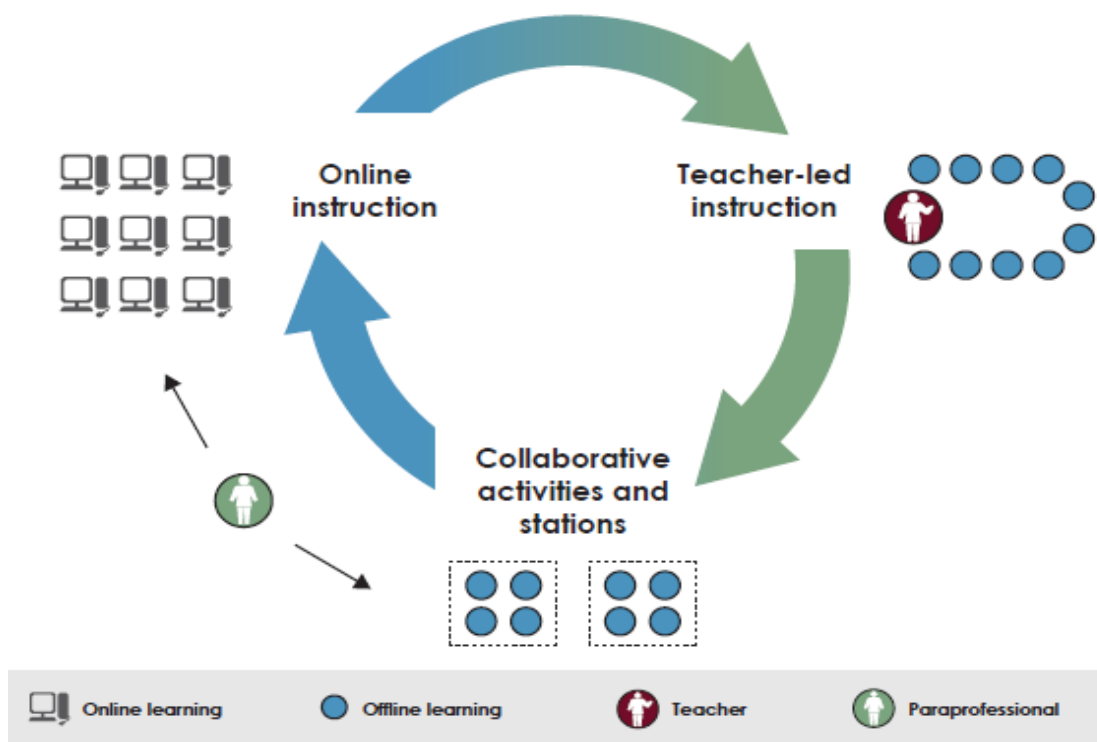 Online
instruction
Teacher-led
instruction
Collaborative
activities and
stations
Online learning
Offline learning
Teacher
Paraprofessional